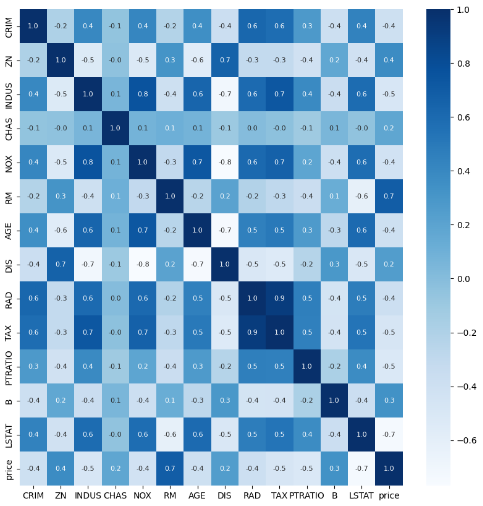 CRIM 1.0 -0.2 0.4 -0.1 0.4 -0.2 0.4 -0.4 0.6 0.6 0.3 -0.4 0.4 -0.4
ZN -0.2 1.0 -0.5 -0.0 -0.5 0.3 -0.6 0.7 -0.3 -0.3 -0.4 0.2 -0.4 0.4
INDUS 0.4 -0.5 1.0 0.1 0.8 -0.4 0.6 -0.7 0.6 0.7 0.4 -0.4 0.6 -0.5
CHAS -0.1 -0.0 0.1 1.0 0.1 0.1 0.1 -0.1 -0.0 -0.0 -0.1 0.0 -0.0 0.2
NOX 0.4 -0.5 0.8 0.1 1.0 -0.3 0.7 -0.8 0.6 0.7 0.2 -0.4 0.6 -0.4
RM -0.2 0.3 -0.4 0.1 -0.3 1.0 -0.2 0.2 -0.2 -0.3 -0.4 0.1 -0.6 0.7
AGE 0.4 -0.6 0.6 0.1 0.7 -0.2 1.0 -0.7 0.5 0.5 0.3 -0.3 0.6 -0.4
DIS -0.4 0.7 -0.7 -0.1 -0.8 0.2 -0.7 1.0 -0.5 -0.5 -0.2 0.3 -0.5 0.2
RAD 0.6 -0.3 0.6 -0.0 0.6 -0.2 0.5 -0.5 1.0 0.9 0.5 -0.4 0.5 -0.4
TAX 0.6 -0.3 0.7 -0.0 0.7 -0.3 0.5 -0.5 0.9 1.0 0.5 -0.4 0.5 -0.5
PTRATIO 0.3 -0.4 0.4 -0.1 0.2 -0.4 0.3 -0.2 0.5 0.5 1.0 -0.2 0.4 -0.5
B -0.4 0.2 -0.4 0.1 -0.4 0.1 -0.3 0.3 -0.4 -0.4 -0.2 1.0 -0.4 0.3
LSTAT 0.4 -0.4 0.6 -0.0 0.6 -0.6 0.6 -0.5 0.5 0.5 0.4 -0.4 1.0 -0.7
price -0.4 0.4 -0.5 0.2 -0.4 0.7 -0.4 0.2 -0.4 -0.5 -0.5 0.3 -0.7 1.0
CRIM ZN INDUS CHAS NOX RM AGE DIS RAD TAX PTRATIO B LSTAT price
1.0
0.8
0.6
0.4
0.2
0.0
−0.2
−0.4
−0.6